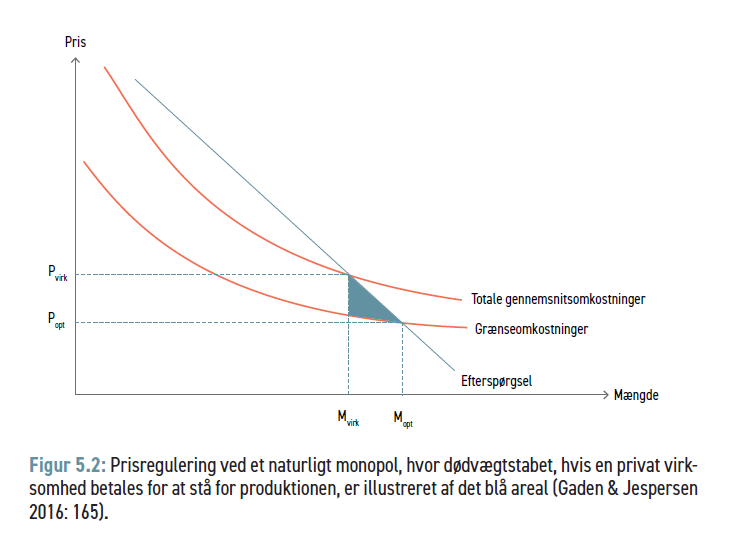 Pris
P virk
P opt
Totale gennemsnitsomkostninger
Grænseomkostninger
Efterspørgsel
Mængde
M virk
M opt
Figur 5.2: Prisregulering ved et naturligt monopol, hvor dødvægtstabet, hvis en privat virk-
somhed betales for at stå for produktionen, er illustreret af det blå areal (Gaden & Jespersen
2016: 165).